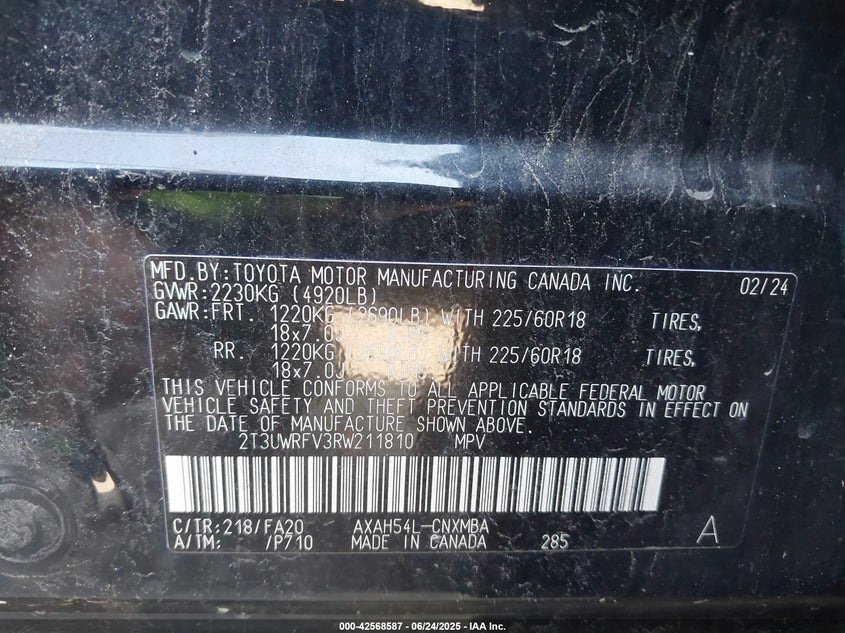 MFD.BY:TOYOTA MOTOR MANUFACTURING CANADA INC. 02/24
GVWR:2230KG (4920LB)
GAWR:FRT. 1220KG (2690LB) WITH 225/60R18 TIRES,
18x7.0J
RR. 1220KG WITH 225/60R18 TIRES,
18x7.0J
THIS VEHICLE CONFORMS TO ALL APPLICABLE FEDERAL MOTOR
VEHICLE SAFETY AND THEFT PREVENTION STANDARDS IN EFFECT ON
THE DATE OF MANUFACTURE SHOWN ABOVE.
2T3UWRFV3RW211810 MPV
C/TR:218/FA20 AXAH54L-CNXMBA
A/TM: /P710 MADE IN CANADA 285 A
000-42568587 - 06/24/2025 - IAA Inc.